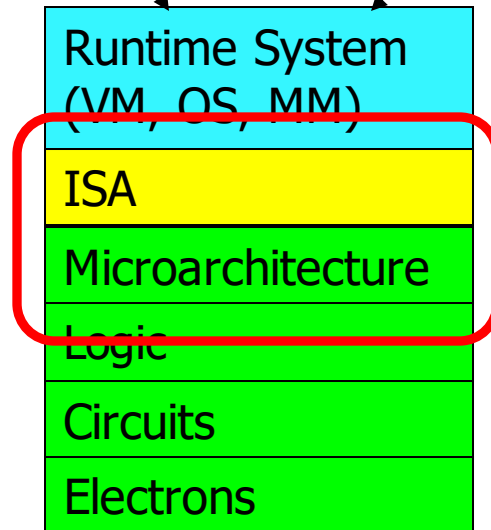 Runtime System
(VM, OS, MM)
ISA
Microarchitecture
Logic
Circuits
Electrons